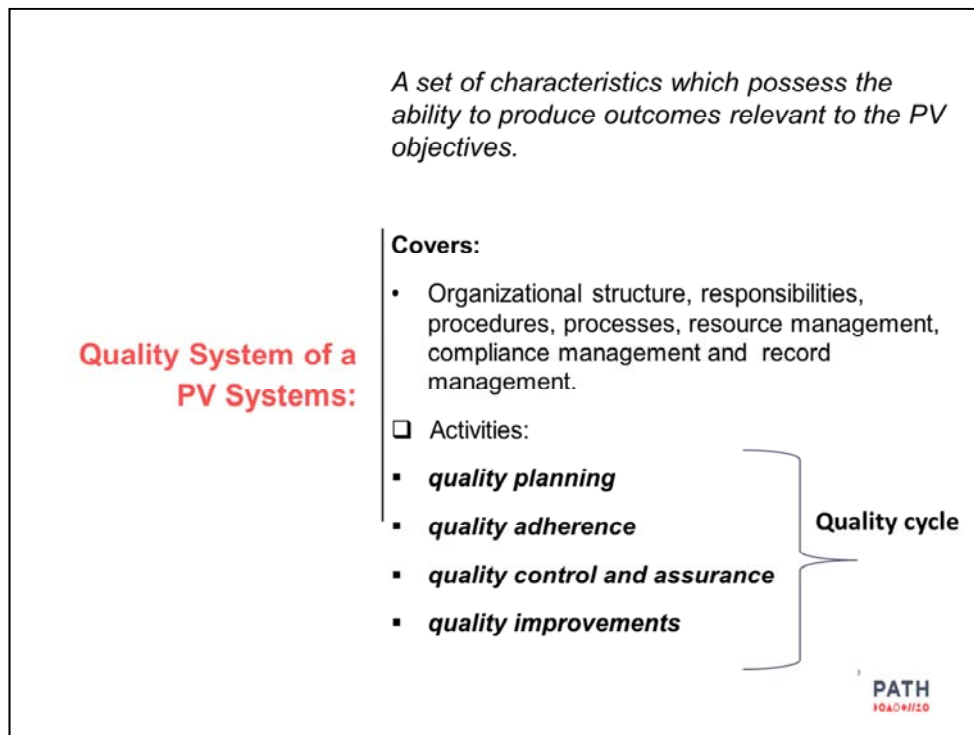 A set of characteristics which possess the
ability to produce outcomes relevant to the PV
objectives.
Quality System of a
PV Systems:
Covers:
• Organizational structure, responsibilities,
procedures, processes, resource management,
compliance management and record
management.
❑ Activities:
▪ quality planning
▪ quality adherence
▪ quality control and assurance
▪ quality improvements
Quality cycle
PATH